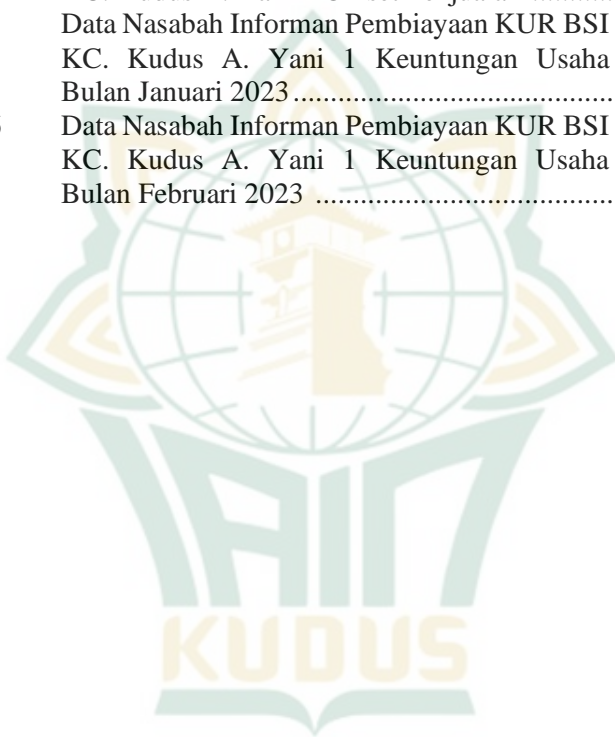 Data Nasabah Informan Pembiayaan KUR BSI
KC. Kudus A. Yani 1 Keuntungan Usaha
Bulan Januari 2023 .............................................
Data Nasabah Informan Pembiayaan KUR BSI
KC. Kudus A. Yani 1 Keuntungan Usaha
Bulan Februari 2023 ..........................................
IAIN
KUDUS